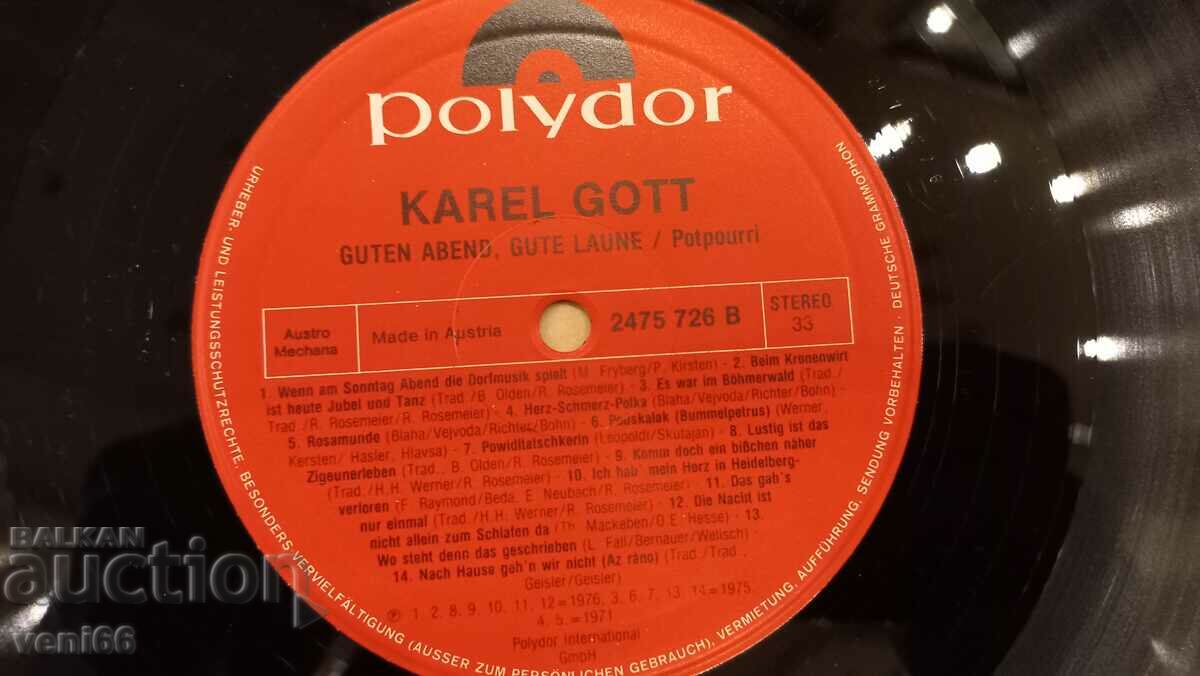 polydor
KAREL GOTT
GUTEN ABEND, GUTE LAUNE / Potpourri
Austro
Mechana
Made in Austria
2475 726 B
STEREO
33
1. Wenn am Sonntag Abend die Dorfmusik spielt (M. Fryberg/P. Kirsten) · 2. Beim Kronenwirt
ist heute Jubel und Tanz (Trad./B. Olden/R. Rosemeier) · 3. Es war im Böhmerwald (Trad./
Trad./R. Rosemeier/R. Rosemeier) · 4. Herz-Schmerz-Polka (Blaha/Vejvoda/Richter/Bohn) ·
5. Rosamunde (Blaha/Vejvoda/Richter/Bohn) · 6. (Bummelpetrus) (Werner,
Kersten/ Hasler, Hlavsa) · 7. Powidltatschkerln (Leopoldi/Skutajan) · 8. Lustig ist das
Zigeunerleben (Trad., B. Olden/R. Rosemeier) · 9. Komm doch ein bißchen näher
(Trad./H.H. Werner/R. Rosemeier) · 10. Ich hab' mein Herz in Heidelberg
verloren (F. Raymond/Beda, E. Neubach/R. Rosemeier) · 11. Das gab's
nur einmal (Trad./H.H. Werner/R. Rosemeier) · 12. Die Nacht ist
nicht allein zum Schlafen da (Th. Mackeben/O.E. Hesse) · 13.
Wo steht denn das geschrieben (L. Fall/Bernauer/Welisch) ·
14. Nach Hause geh'n wir nicht (Az ráno) (Trad./Trad.,
Geisler/Geisler)
℗ 1, 2, 8, 9, 10, 11, 12 = 1976, 3, 6, 7, 13, 14 = 1975,
4, 5 = 1971
Polydor International
GmbH
URHEBER- UND LEISTUNGSSCHUTZRECHTE, BESONDERS VERVIELFÄLTIGUNG (AUSSER ZUM PERSÖNLICHEN GEBRAUCH), VERMIETUNG, AUFFÜHRUNG, SENDUNG VORBEHALTEN · DEUTSCHE GRAMMOPHON
BALKAN
auction
veni66